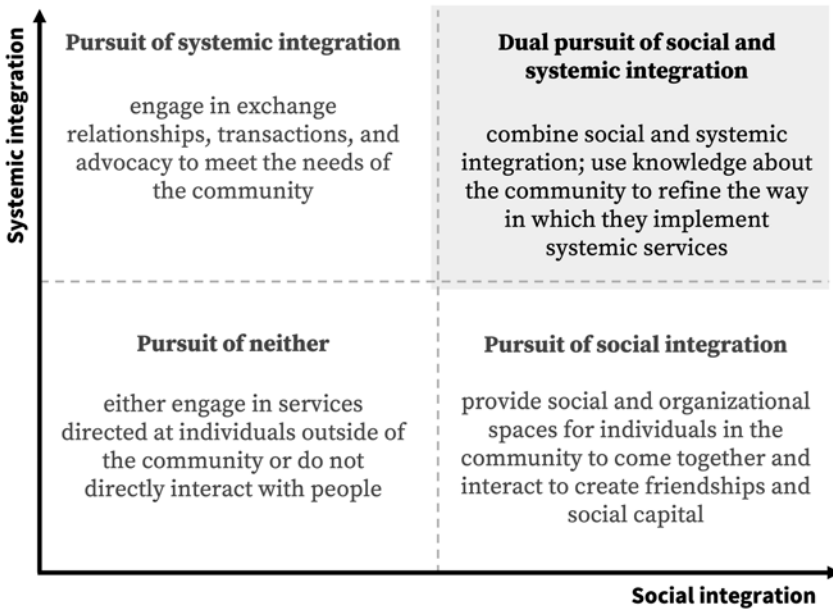 Systemic integration
Pursuit of systemic integration
engage in exchange
relationships, transactions, and
advocacy to meet the needs of
the community
Dual pursuit of social and
systemic integration
combine social and systemic
integration; use knowledge about
the community to refine the way
in which they implement
systemic services
Pursuit of neither
either engage in services
directed at individuals outside of
the community or do not
directly interact with people
Pursuit of social integration
provide social and organizational
spaces for individuals in the
community to come together and
interact to create friendships and
social capital
Social integration